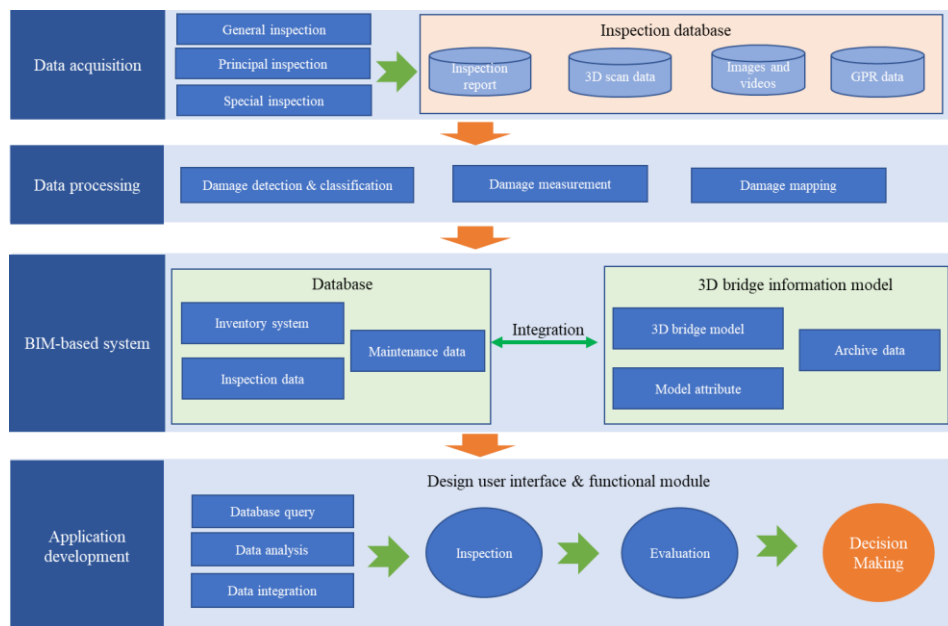 Data acquisition
General inspection
Principal inspection
Special inspection
Inspection database
Inspection
report
3D scan data
Images and
videos
GPR data
Data processing
Damage detection & classification
Damage measurement
Damage mapping
BIM-based system
Database
Inventory system
Inspection data
Maintenance data
Integration
3D bridge information model
3D bridge model
Model attribute
Archive data
Application
development
Design user interface & functional module
Database query
Data analysis
Data integration
Inspection
Evaluation
Decision
Making